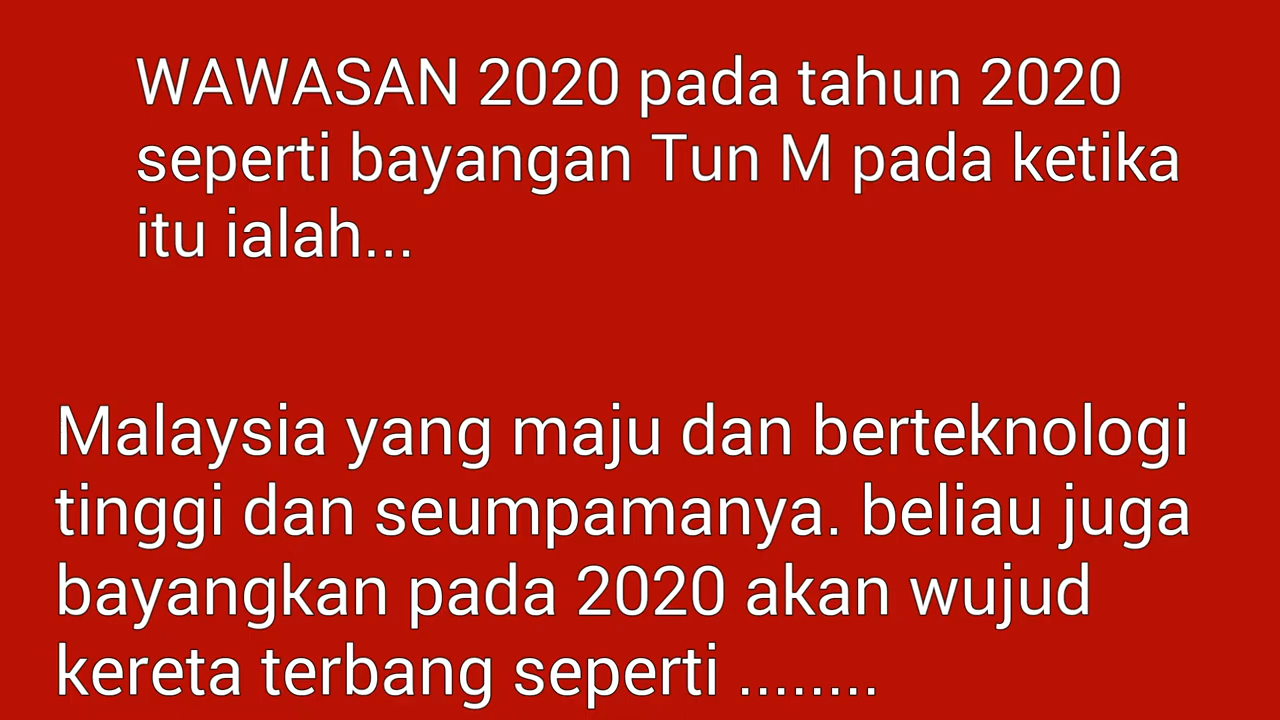 WAWASAN 2020 pada tahun 2020
seperti bayangan Tun M pada ketika
itu ialah...
Malaysia yang maju dan berteknologi
tinggi dan seumpamanya. beliau juga
bayangkan pada 2020 akan wujud
kereta terbang seperti ........